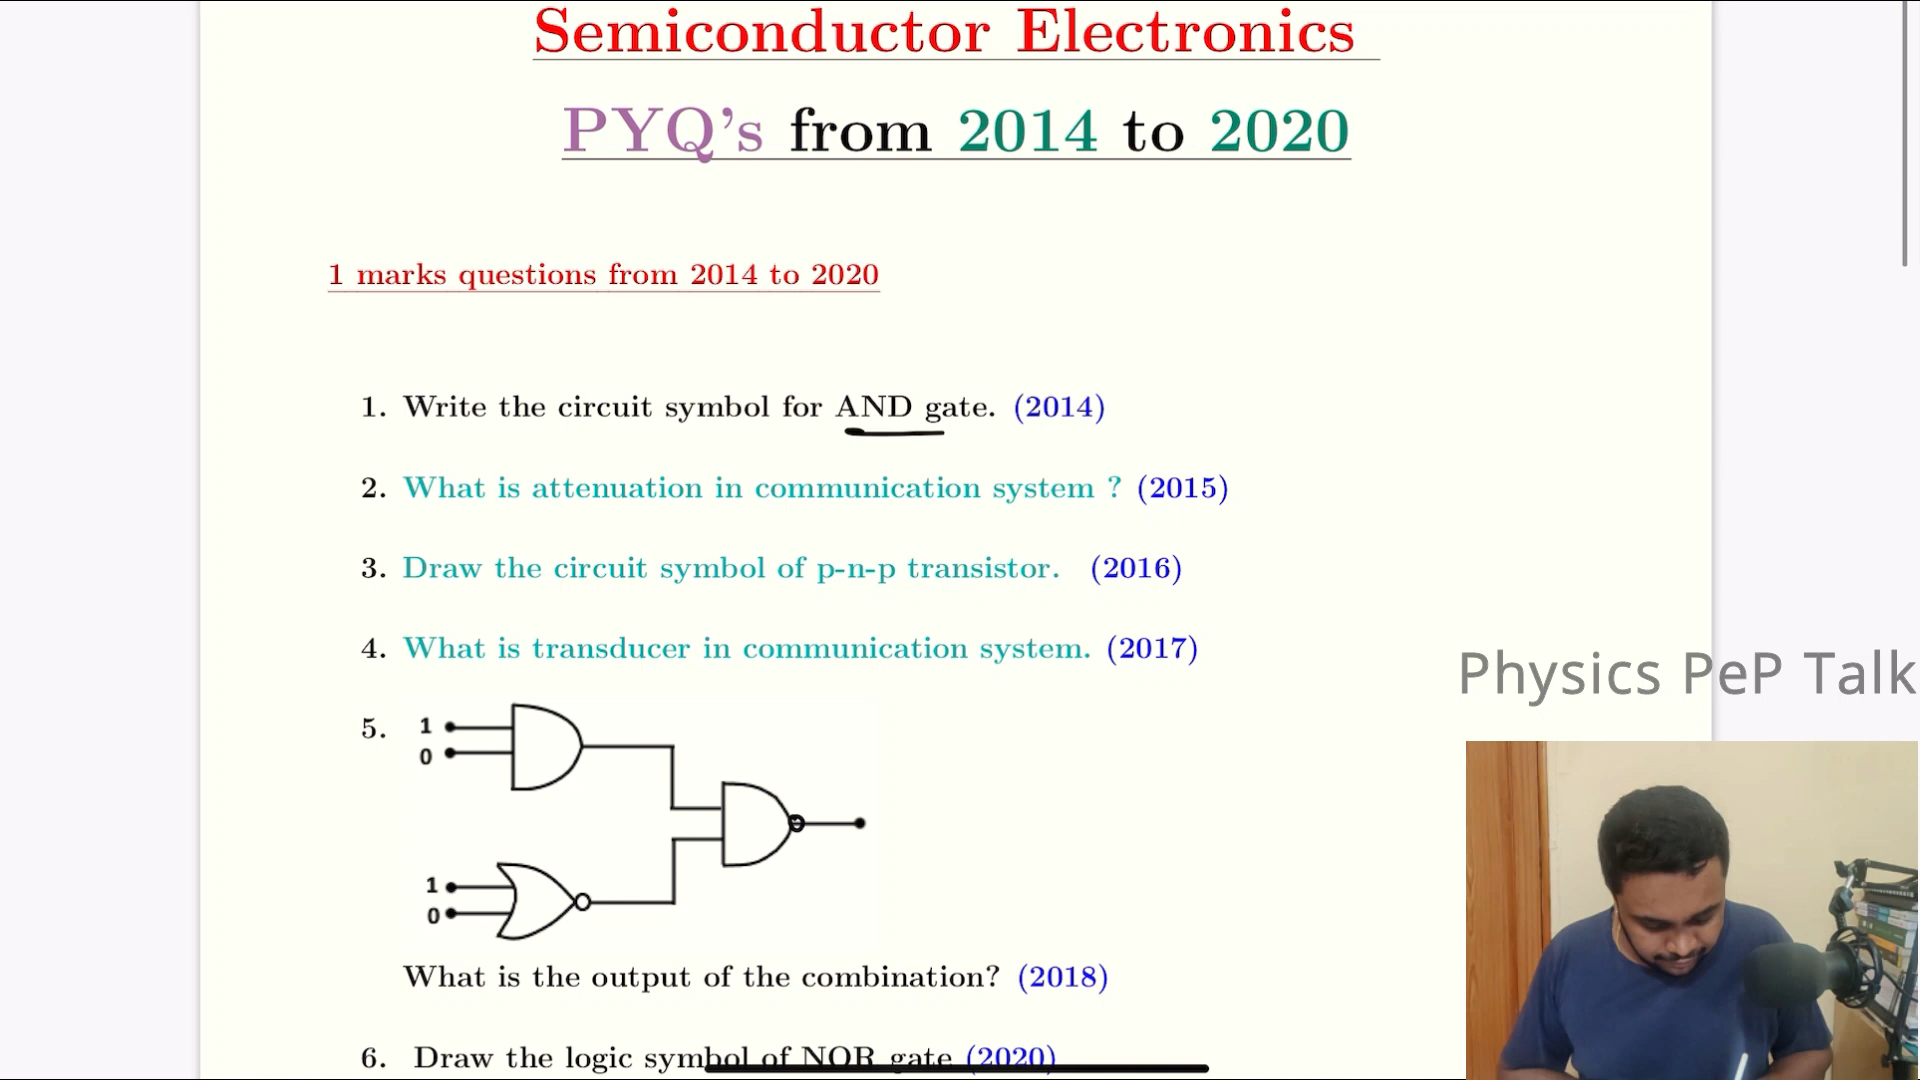 Semiconductor Electronics
PYQ's from 2014 to 2020
1 marks questions from 2014 to 2020
1. Write the circuit symbol for AND gate. (2014)
2. What is attenuation in communication system ? (2015)
3. Draw the circuit symbol of p-n-p transistor. (2016)
4. What is transducer in communication system. (2017)
5.
1
0
1
0
What is the output of the combination? (2018)
6. Draw the logic symbol of NOR gate (2020)
Physics PeP Talk